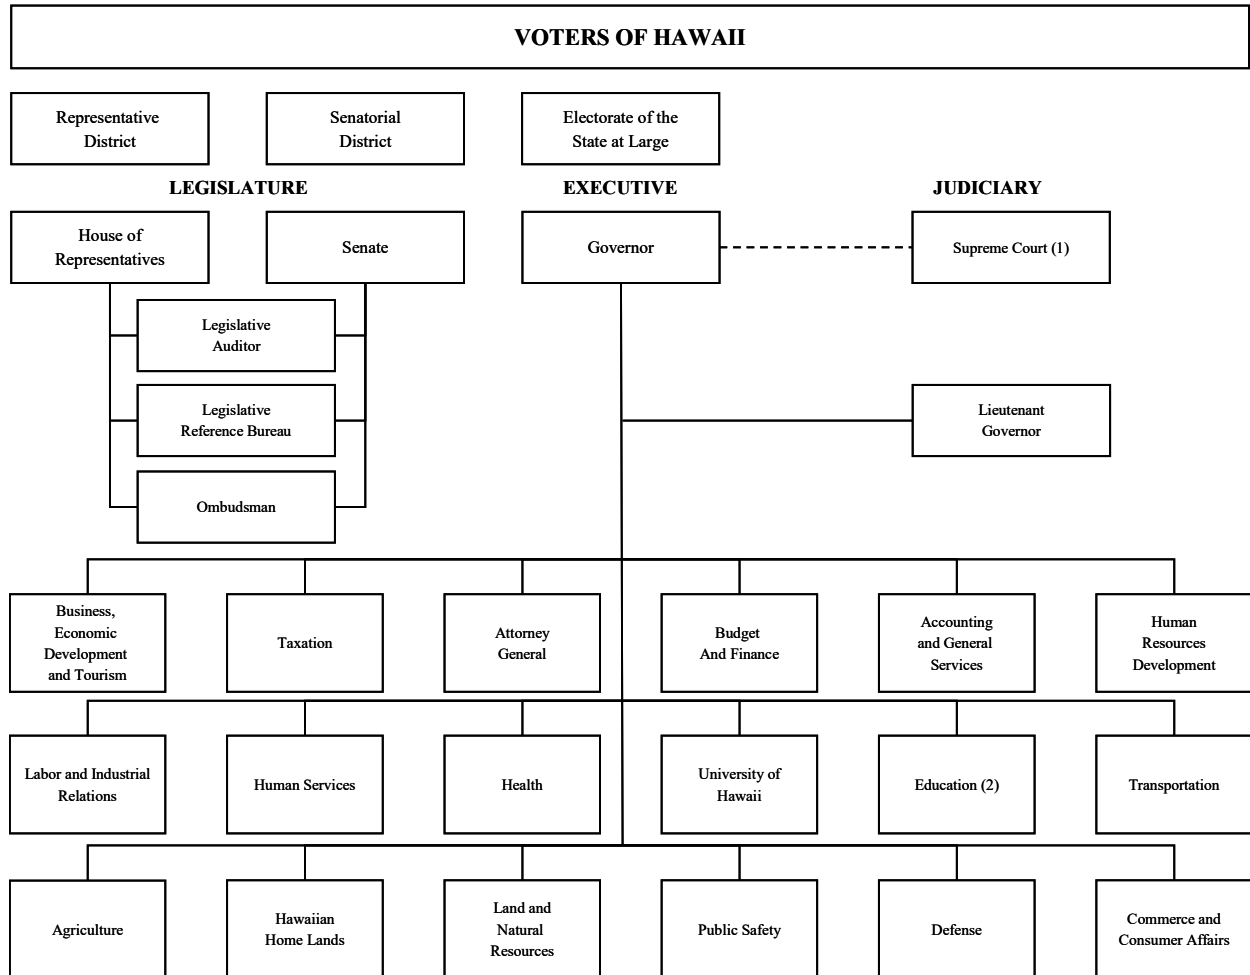 VOTERS OF HAWAII
Representative
District
Senatorial
District
Electorate of the
State at Large
LEGISLATURE
EXECUTIVE
JUDICIARY
House of
Representatives
Senate
Governor
Supreme Court (1)
Legislative
Auditor
Legislative
Reference Bureau
Lieutenant
Governor
Ombudsman
Business,
Economic
Development
and Tourism
Taxation
Attorney
General
Budget
And Finance
Accounting
and General
Services
Human
Resources
Development
Labor and Industrial
Relations
Human Services
Health
University of
Hawaii
Education (2)
Transportation
Agriculture
Hawaiian
Home Lands
Land and
Natural
Resources
Public Safety
Defense
Commerce and
Consumer Affairs